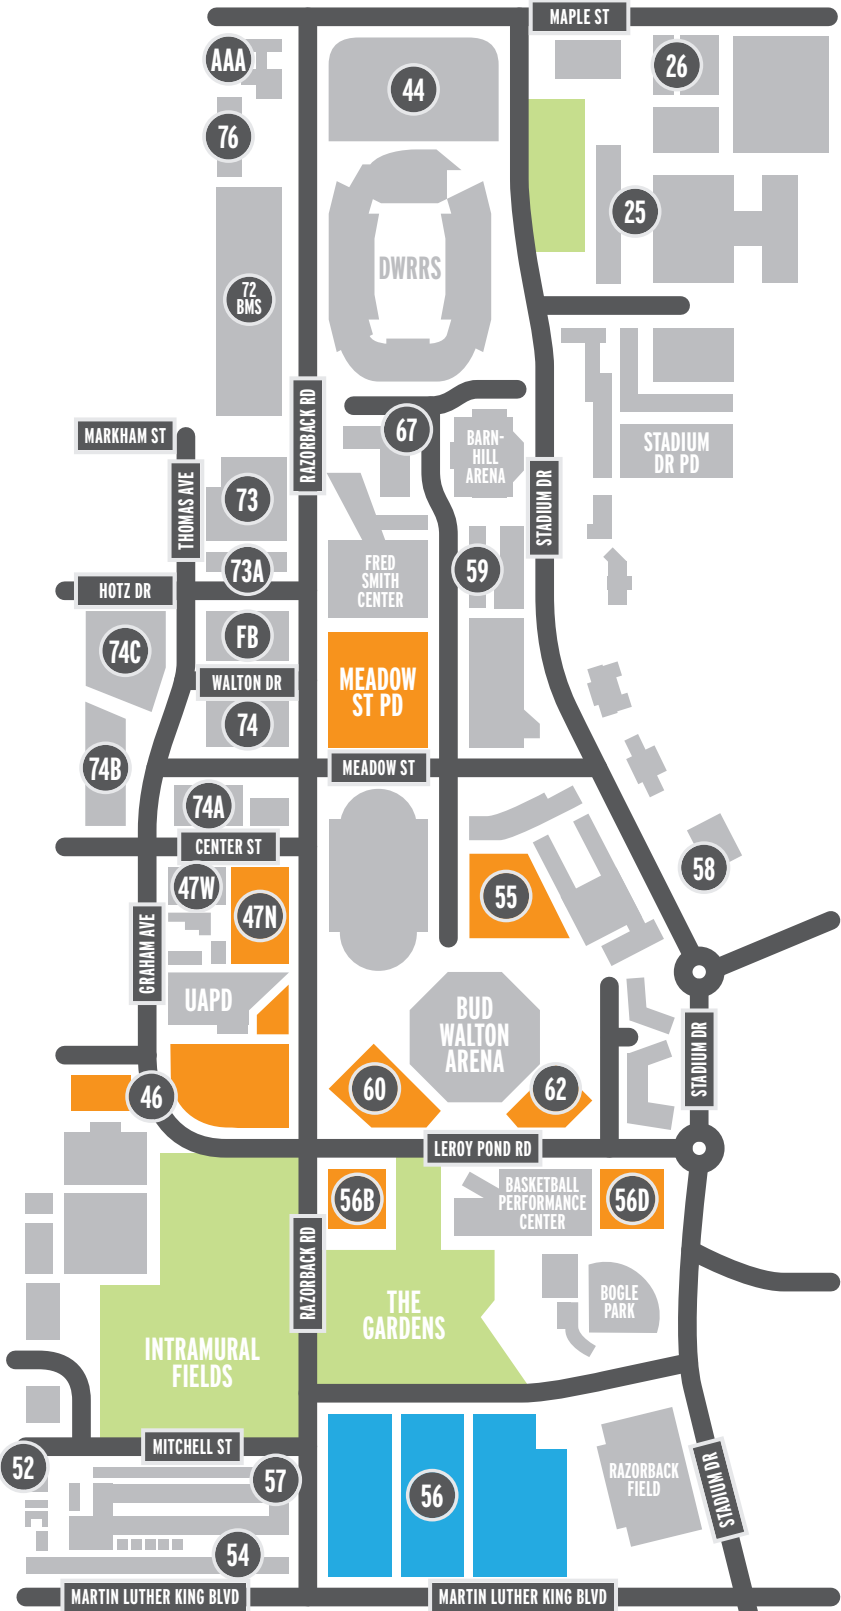 MAPLE ST
AAA
26
44
76
25
DWRRS
72
BMS
RAZORBACK RD
67
MARKHAM ST
BARN-
HILL
ARENA
STADIUM
DR PD
THOMAS AVE
73
STADIUM DR
73A
FRED
SMITH
CENTER
59
HOTZ DR
74C
FB
WALTON DR
MEADOW
ST PD
74
74B
MEADOW ST
74A
CENTER ST
58
47W
47N
55
GRAHAM AVE
UAPD
BUD
WALTON
ARENA
STADIUM DR
46
60
62
LEROY POND RD
56B
BASKETBALL
PERFORMANCE
CENTER
56D
RAZORBACK RD
THE
GARDENS
BOGLE
PARK
INTRAMURAL
FIELDS
MITCHELL ST
52
57
56
RAZORBACK
FIELD
STADIUM DR
54
MARTIN LUTHER KING BLVD
MARTIN LUTHER KING BLVD